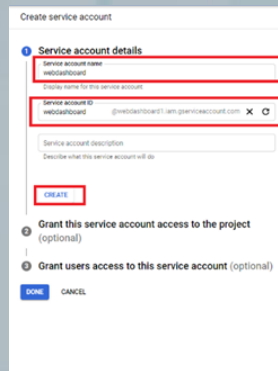 Create service account
1 Service account details
Service account name
webdashboard
Display name for this service account
Service account ID
webdashboard @webdashboard1.iam.gserviceaccount.com
Service account description
Describe what this service account will do
CREATE
2 Grant this service account access to the project
(optional)
3 Grant users access to this service account (optional)
DONE CANCEL